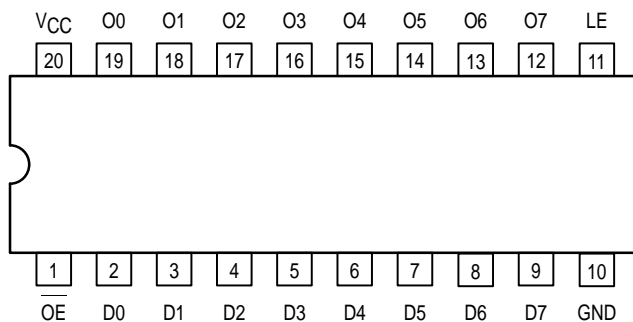 VCC O0 O1 O2 O3 O4 O5 O6 O7 LE
20 19 18 17 16 15 14 13 12 11
1 2 3 4 5 6 7 8 9 10
O̅E̅ D0 D1 D2 D3 D4 D5 D6 D7 GND